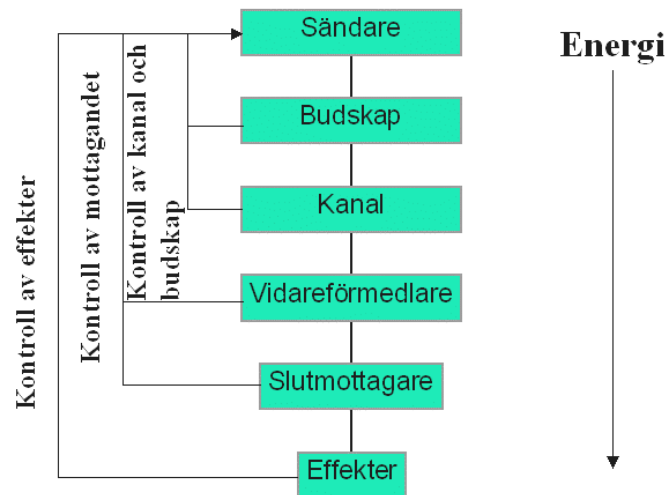 Sändare
Energi
Budskap
Kanal
Vidareförmedlare
Slutmottagare
Effekter
Kontroll av effekter
Kontroll av mottagandet
Kontroll av kanal och
budskap